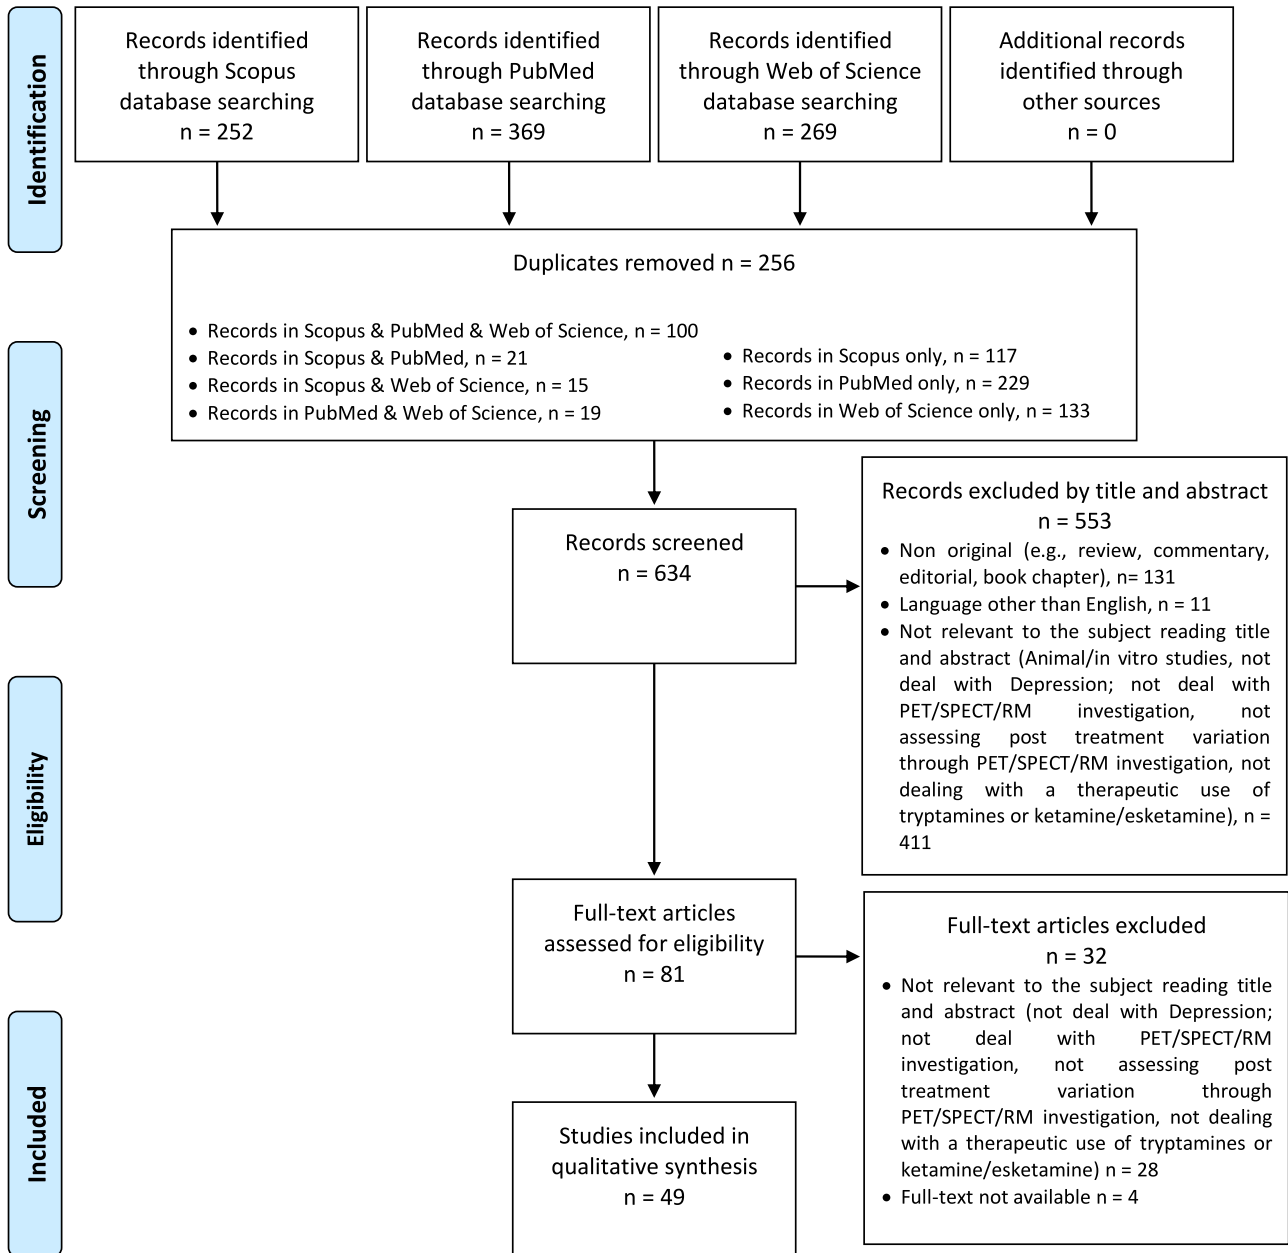 Identification
Records identified
through Scopus
database searching
n = 252
Records identified
through PubMed
database searching
n = 369
Records identified
through Web of Science
database searching
n = 269
Additional records
identified through
other sources
n = 0
Duplicates removed n = 256
• Records in Scopus & PubMed & Web of Science, n = 100
• Records in Scopus & PubMed, n = 21
• Records in Scopus & Web of Science, n = 15
• Records in PubMed & Web of Science, n = 19
• Records in Scopus only, n = 117
• Records in PubMed only, n = 229
• Records in Web of Science only, n = 133
Screening
Records screened
n = 634
Records excluded by title and abstract
n = 553
• Non original (e.g., review, commentary,
editorial, book chapter), n= 131
• Language other than English, n = 11
• Not relevant to the subject reading title
and abstract (Animal/in vitro studies, not
deal with Depression; not deal with
PET/SPECT/RM investigation, not
assessing post treatment variation
through PET/SPECT/RM investigation, not
dealing with a therapeutic use of
tryptamines or ketamine/esketamine), n =
411
Eligibility
Full-text articles
assessed for eligibility
n = 81
Full-text articles excluded
n = 32
• Not relevant to the subject reading title
and abstract (not deal with Depression;
not deal with PET/SPECT/RM
investigation, not assessing post
treatment variation through
PET/SPECT/RM investigation, not dealing
with a therapeutic use of tryptamines or
ketamine/esketamine) n = 28
• Full-text not available n = 4
Included
Studies included in
qualitative synthesis
n = 49